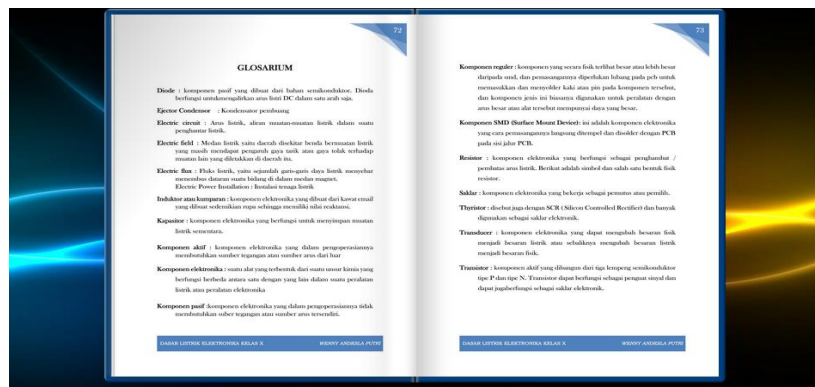 72
GLOSARIUM
Diode : komponen pasif yang dibuat dari bahan semikonduktor. Dioda
berfungsi untukmengalirkan arus listri DC dalam satu arah saja.
Ejector Condensor : Kondensator pembuang
Electric circuit : Arus listrik, aliran muatan-muatan listrik dalam suatu
penghantar listrik.
Electric field : Medan listrik yaitu daerah disekitar benda bermuatan listrik
yang masih mendapat pengaruh gaya tarik atau gaya tolak terhadap
muatan lain yang diletakkan di daerah itu.
Electric flux : Fluks listrik, yaitu sejumlah garis-garis daya listrik menyebar
menembus dataran suatu bidang di dalam medan magnet.
Electric Power Installation : Instalasi tenaga listrik
Induktor atau kumparan : komponen elektronika yang dibuat dari kawat email
yang dibuat sedemikian rupa sehingga memiliki nilai reaktansi.
Kapasitor : komponen elektronika yang berfungsi untuk menyimpan muatan
listrik sementara.
Komponen aktif : komponen elektronika yang dalam pengoperasiannya
membutuhkan sumber tegangan atau sumber arus dari luar
Komponen elektronika : suatu alat yang terbentuk dari suatu unsur kimia yang
berfungsi berbeda antara satu dengan yang lain dalam suatu peralatan
listrik atau peralatan elektronika
Komponen pasif :komponen elektronika yang dalam pengoperasiannya tidak
membutuhkan suber tegangan atau sumber arus tersendiri.
DASAR LISTRIK ELEKTRONIKA KELAS X WENNY ANDESLA PUTRI
73
Komponen reguler : komponen yang secara fisik terlihat besar atau lebih besar
daripada smd, dan pemasangannya diperlukan lubang pada pcb untuk
memasukkan dan menyolder kaki atau pin pada komponen tersebut,
dan komponen jenis ini biasanya digunakan untuk peralatan dengan
arus besar atau alat tersebut mempunyai daya yang besar.
Komponen SMD (Surface Mount Device): ini adalah komponen elektronika
yang cara pemasangannya langsung ditempel dan disolder dengan PCB
pada sisi jalur PCB.
Resistor : komponen elektronika yang berfungsi sebagai penghambat /
pembatas arus listrik. Berikut adalah simbol dan salah satu bentuk fisik
resistor.
Saklar : komponen elektronika yang bekerja sebagai pemutus atau pemilih.
Thyristor : disebut juga dengan SCR ( Silicon Controlled Rectifier) dan banyak
digunakan sebagai saklar elektronik.
Transducer : komponen elektronika yang dapat mengubah besaran fisik
menjadi besaran listrik atau sebaliknya mengubah besaran listrik
menjadi besaran fisik.
Transistor : komponen aktif yang dibangun dari tiga lempeng semikonduktor
tipe P dan tipe N. Transistor dapat berfungsi sebagai penguat sinyal dan
dapat jugaberfungsi sebagai saklar elektronik.
DASAR LISTRIK ELEKTRONIKA KELAS X WENNY ANDESLA PUTRI